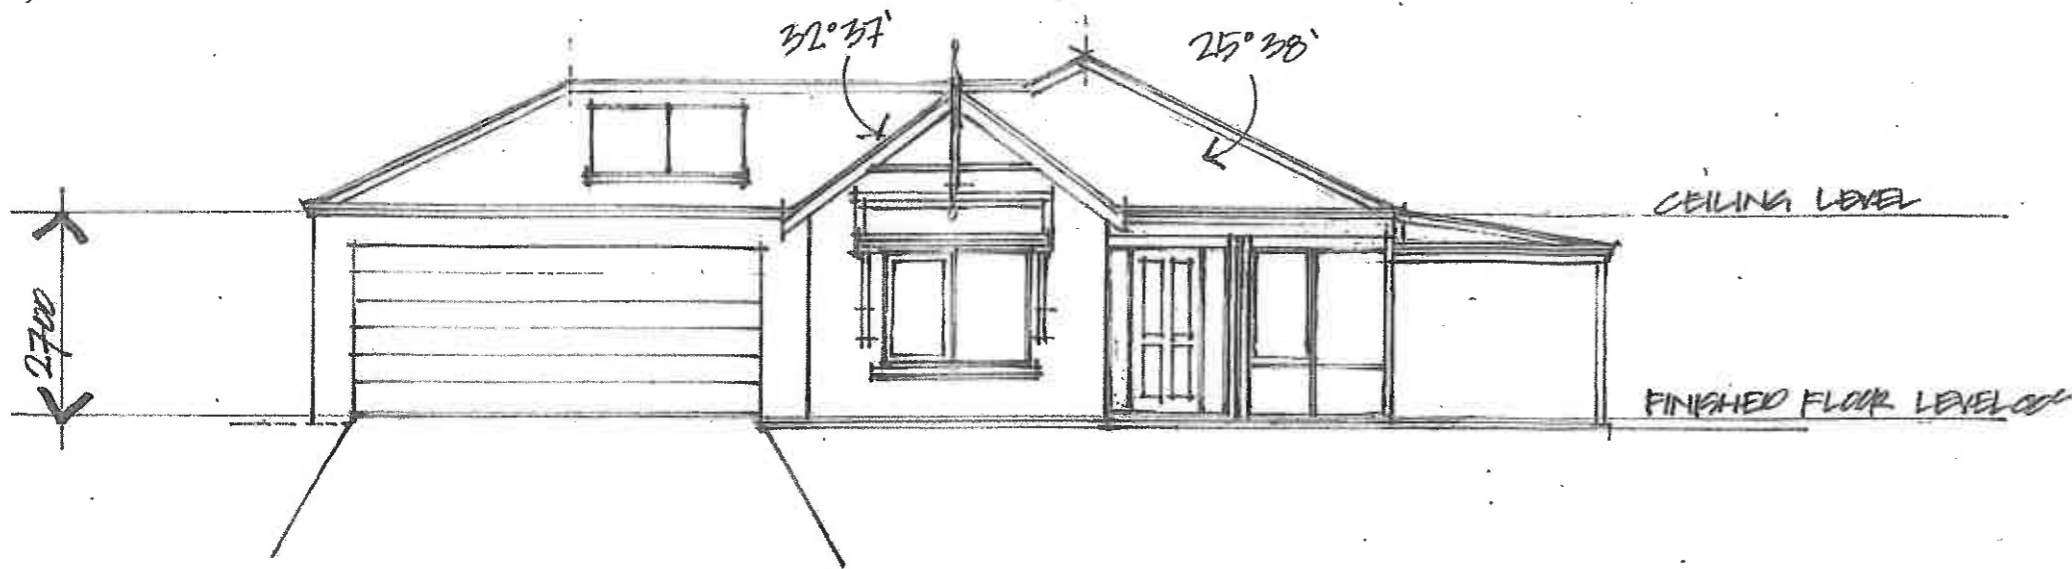 32°37'
25°38'
CEILING LEVEL
2700
FINISHED FLOOR LEVEL